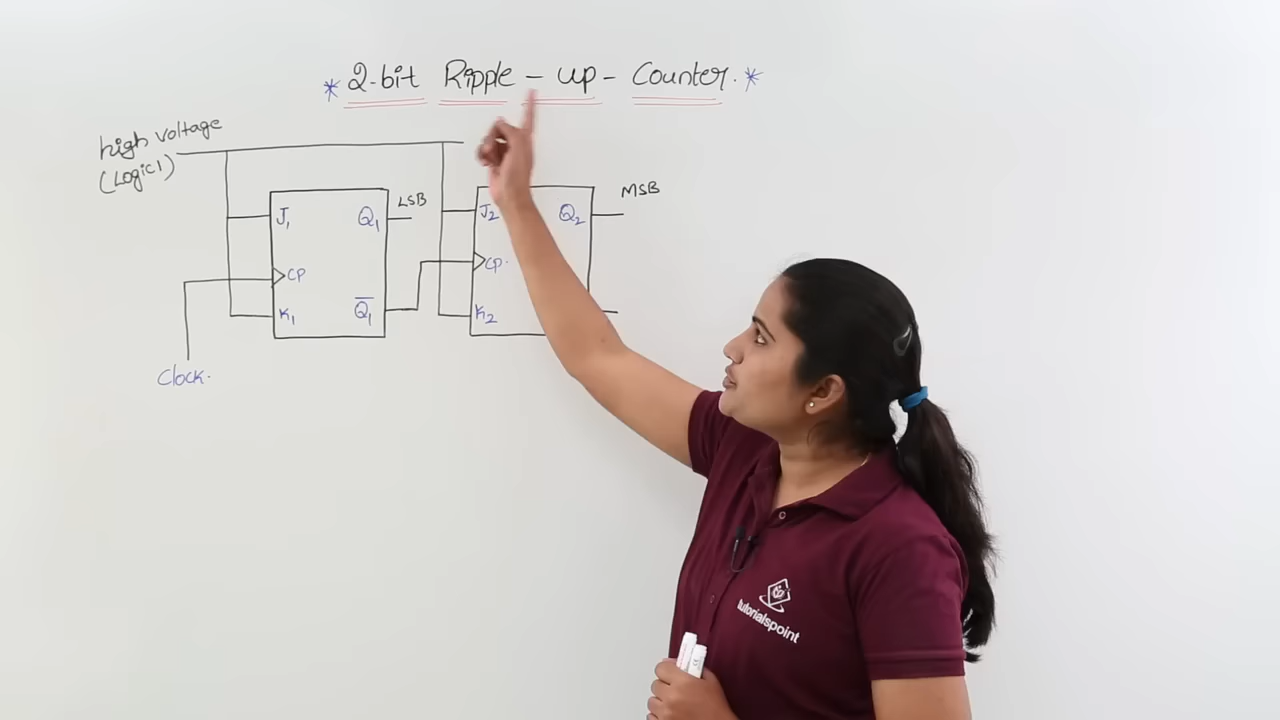 * 2-bit Ripple - up - Counter. *
high voltage
(Logic1)
J1 Q1 LSB
CP
K1 Q̅1
J2 Q2 MSB
CP.
K2
Clock.
tutorialspoint